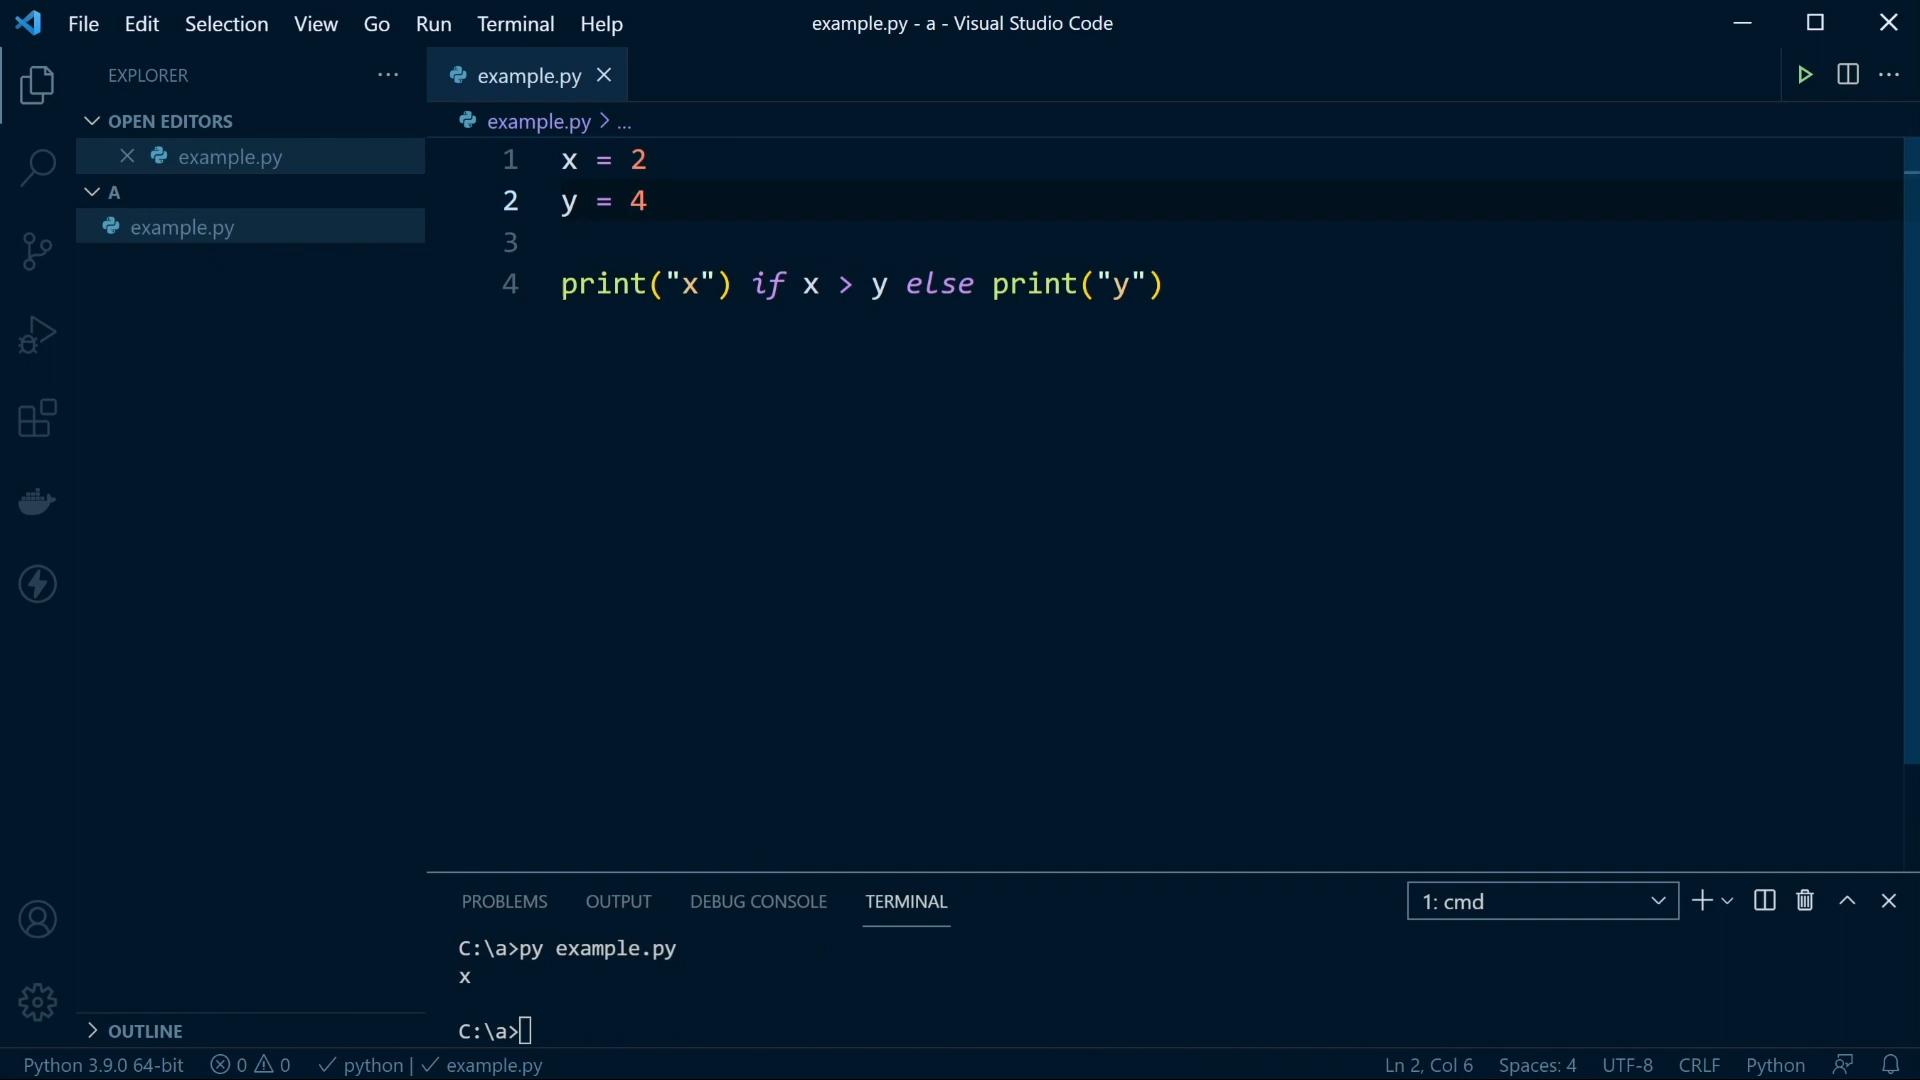 File Edit Selection View Go Run Terminal Help example.py - a - Visual Studio Code
EXPLORER
example.py
OPEN EDITORS
example.py > ...
example.py
A
example.py
1 x = 2
2 y = 4
3
4 print("x") if x > y else print("y")
PROBLEMS OUTPUT DEBUG CONSOLE TERMINAL 1: cmd
C:\a>py example.py
x
C:\a>
OUTLINE
Python 3.9.0 64-bit 0 0 python | example.py Ln 2, Col 6 Spaces: 4 UTF-8 CRLF Python